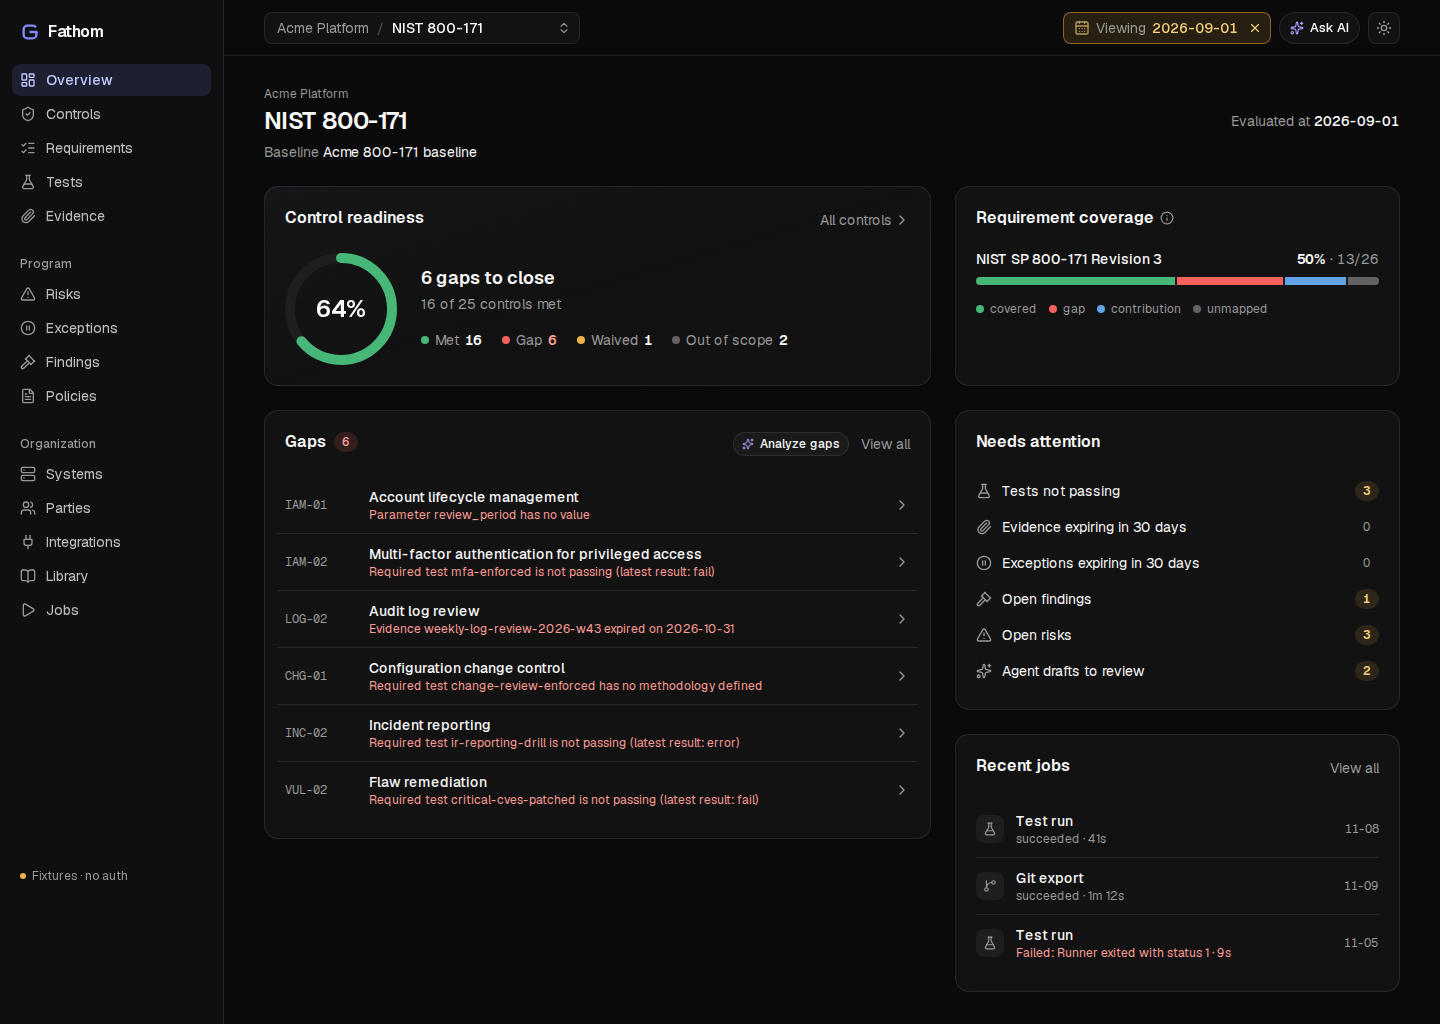 Fathom
Overview
Controls
Requirements
Tests
Evidence
Program
Risks
Exceptions
Findings
Policies
Organization
Systems
Parties
Integrations
Library
Jobs
Fixtures · no auth
Acme Platform / NIST 800-171
Viewing 2026-09-01
Ask AI
Acme Platform
NIST 800-171
Baseline Acme 800-171 baseline
Evaluated at 2026-09-01
Control readiness
All controls
64%
6 gaps to close
16 of 25 controls met
Met 16 Gap 6 Waived 1 Out of scope 2
Requirement coverage
NIST SP 800-171 Revision 3 50% · 13/26
covered gap contribution unmapped
Gaps 6
Analyze gaps View all
IAM-01 Account lifecycle management
Parameter review_period has no value
IAM-02 Multi-factor authentication for privileged access
Required test mfa-enforced is not passing (latest result: fail)
LOG-02 Audit log review
Evidence weekly-log-review-2026-w43 expired on 2026-10-31
CHG-01 Configuration change control
Required test change-review-enforced has no methodology defined
INC-02 Incident reporting
Required test ir-reporting-drill is not passing (latest result: error)
VUL-02 Flaw remediation
Required test critical-cves-patched is not passing (latest result: fail)
Needs attention
Tests not passing 3
Evidence expiring in 30 days 0
Exceptions expiring in 30 days 0
Open findings 1
Open risks 3
Agent drafts to review 2
Recent jobs
View all
Test run
succeeded · 41s
11-08
Git export
succeeded · 1m 12s
11-09
Test run
Failed: Runner exited with status 1 · 9s
11-05